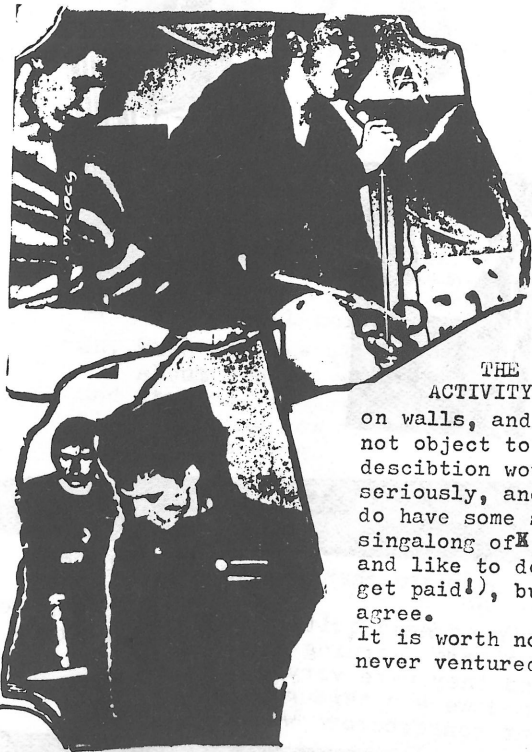 THE
ACTIVITY
on walls, and
not object to
descibtion wo
seriously, and
do have some
singalong of
and like to d
get paid!), bu
agree.
It is worth no
never ventured